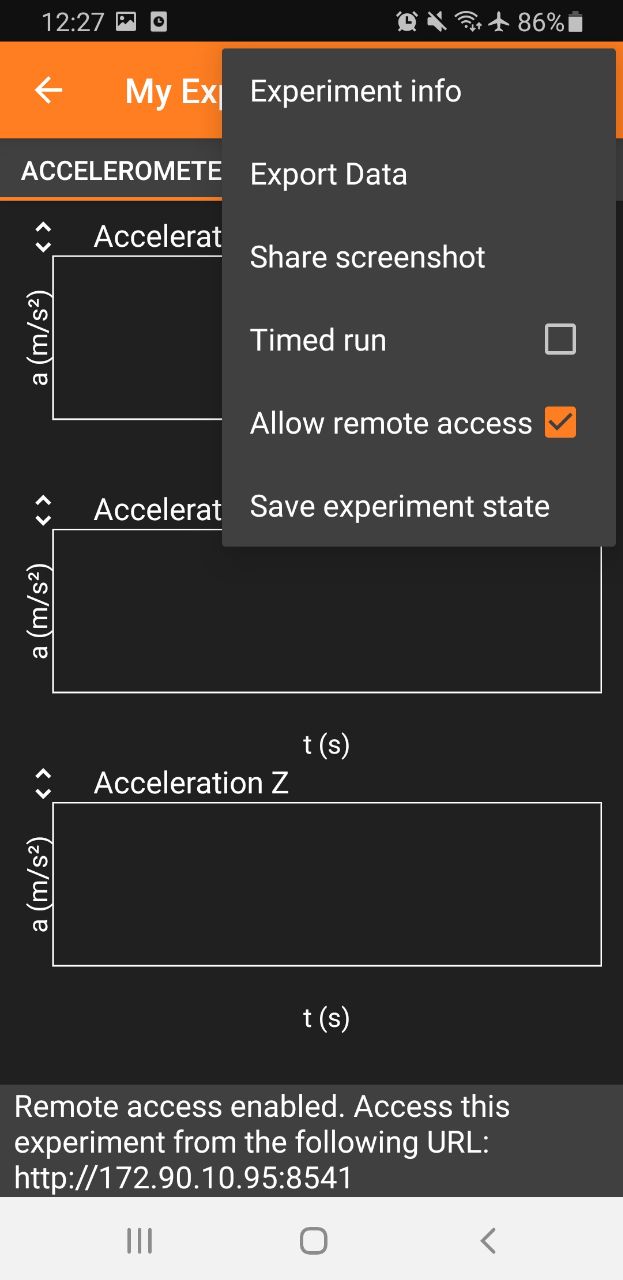 12:27
86%
My Exp
Experiment info
ACCELEROMETE
Export Data
Accelerat
Share screenshot
a (m/s²)
Timed run
Allow remote access
Accelerat
Save experiment state
a (m/s²)
t (s)
Acceleration Z
a (m/s²)
t (s)
Remote access enabled. Access this
experiment from the following URL:
http://172.90.10.95:8541